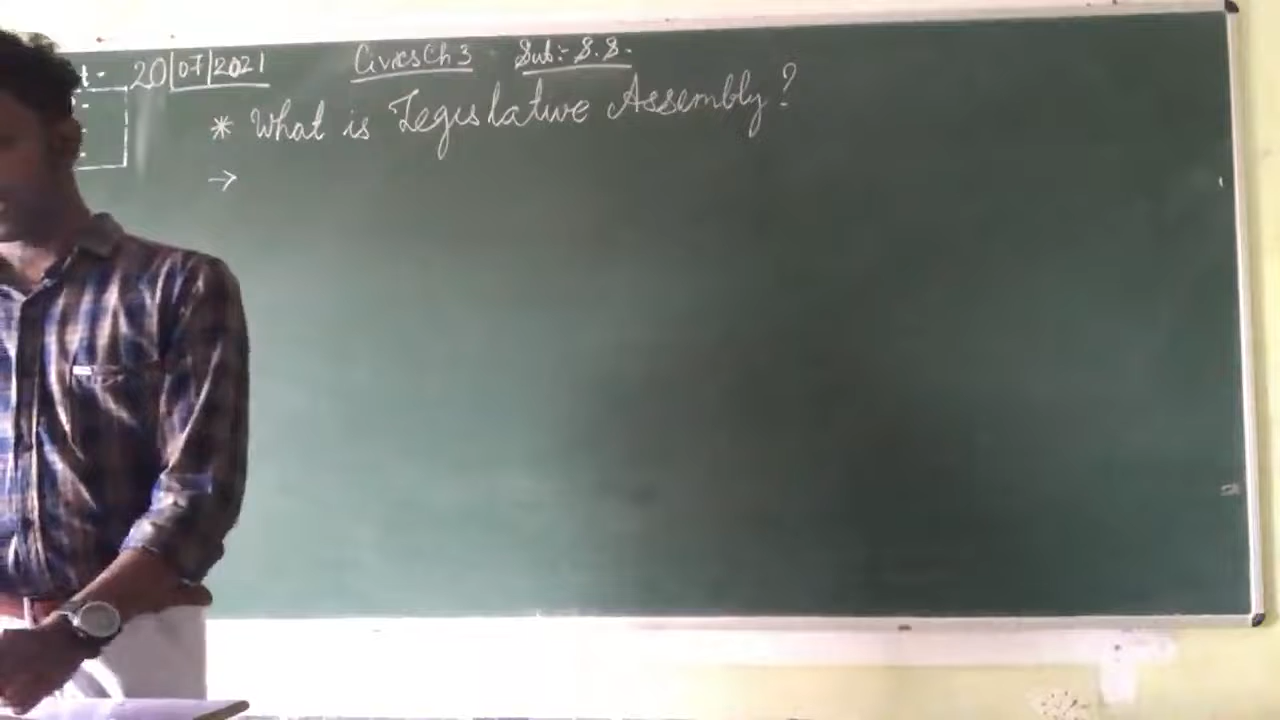 20|07|2021 Civics Ch 3 Sub:- S.S.
* What is Legislative Assembly?
→